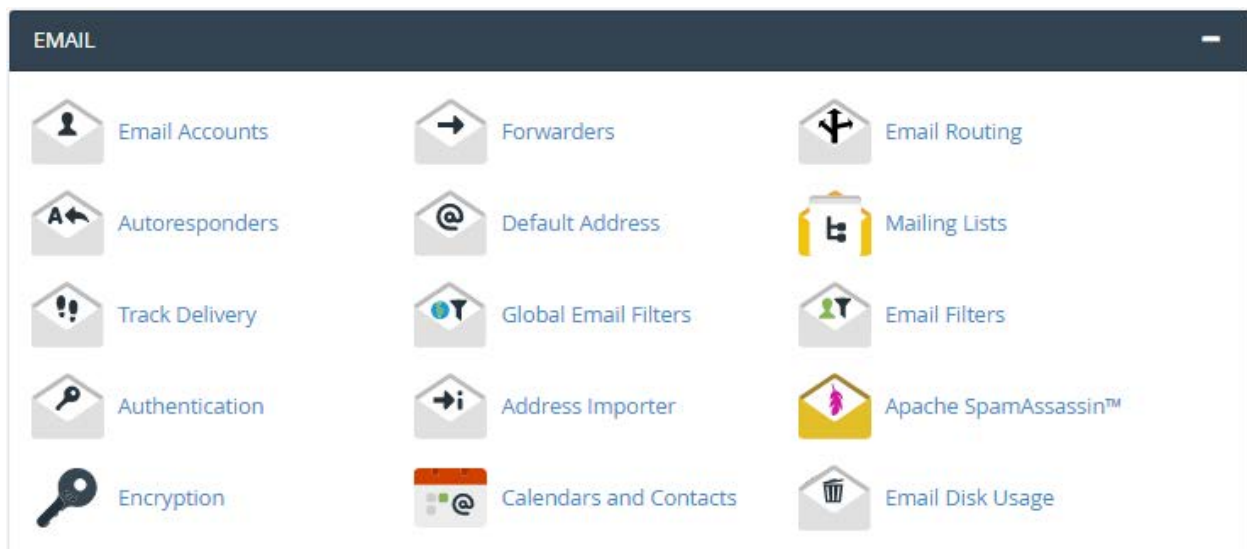 EMAIL
Email Accounts
Forwarders
Email Routing
A
Autoresponders
@
Default Address
Mailing Lists
Track Delivery
Global Email Filters
Email Filters
Authentication
i
Address Importer
Apache SpamAssassin™
Encryption
@
Calendars and Contacts
Email Disk Usage